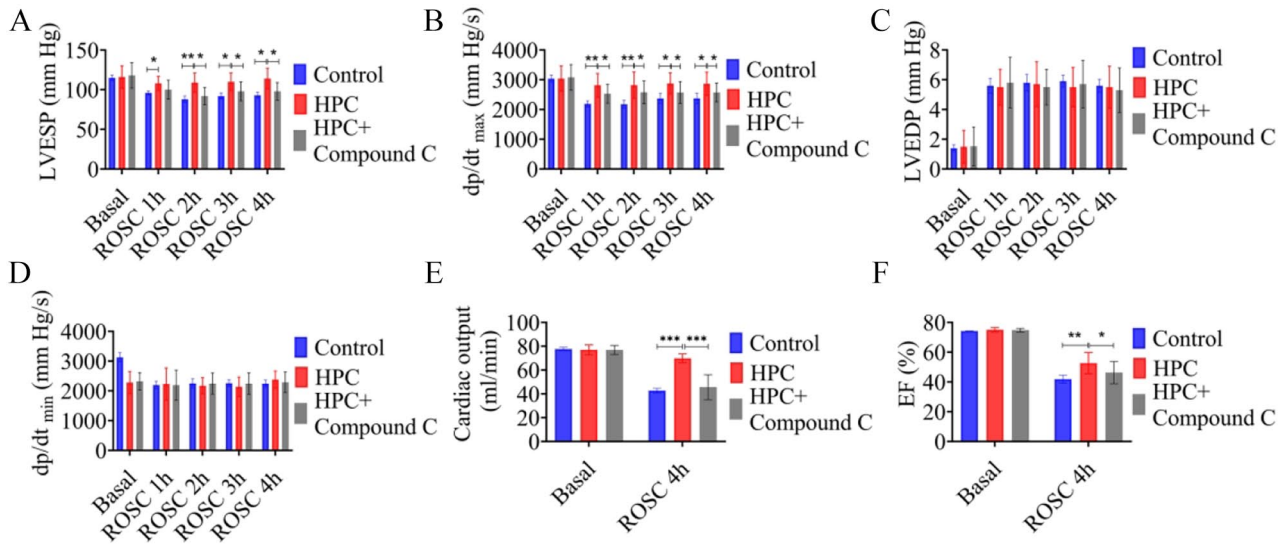 A
LVESP (mm Hg)
150
100
50
0
* ** * * * * *
Basal
ROSC 1h
ROSC 2h
ROSC 3h
ROSC 4h
Control
HPC
HPC+
Compound C
B
dp/dt max (mm Hg/s)
4000
3000
2000
1000
0
** * ** * * * * *
Basal
ROSC 1h
ROSC 2h
ROSC 3h
ROSC 4h
Control
HPC
HPC+
Compound C
C
LVEDP (mm Hg)
8
6
4
2
0
Basal
ROSC 1h
ROSC 2h
ROSC 3h
ROSC 4h
Control
HPC
HPC+
Compound C
D
dp/dt min (mm Hg/s)
4000
3000
2000
1000
0
Basal
ROSC 1h
ROSC 2h
ROSC 3h
ROSC 4h
Control
HPC
HPC+
Compound C
E
Cardiac output
(ml/min)
100
80
60
40
20
0
*** ***
Basal
ROSC 4h
Control
HPC
HPC+
Compound C
F
EF (%)
80
60
40
20
0
** *
Basal
ROSC 4h
Control
HPC
HPC+
Compound C